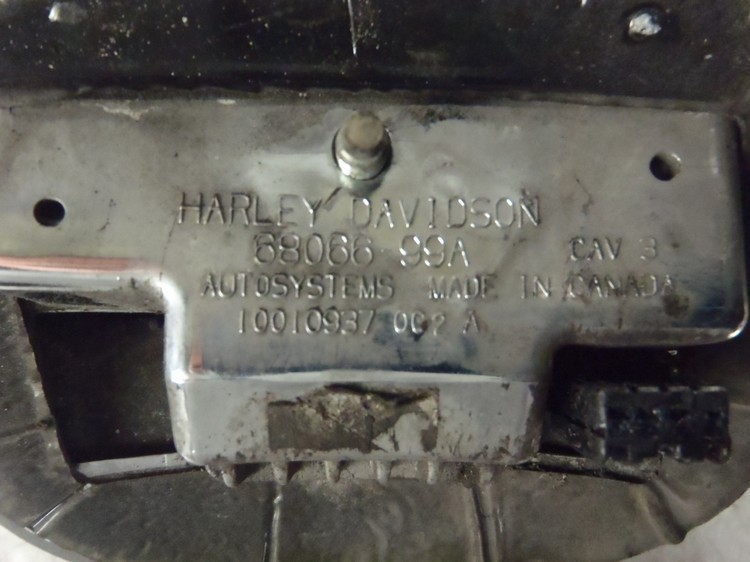 HARLEY DAVIDSON
68066-99A CAV 3
AUTOSYSTEMS MADE IN CANADA
10010937 002 A